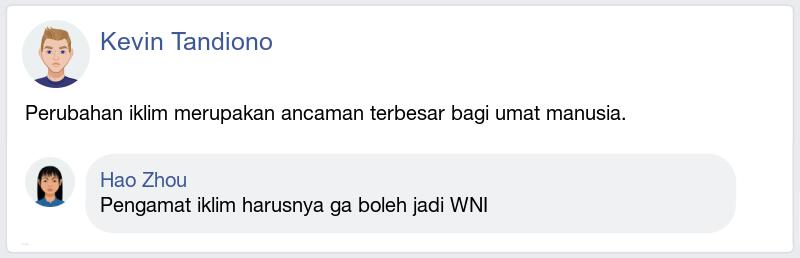 Kevin Tandiono
Perubahan iklim merupakan ancaman terbesar bagi umat manusia.
Hao Zhou
Pengamat iklim harusnya ga boleh jadi WNI